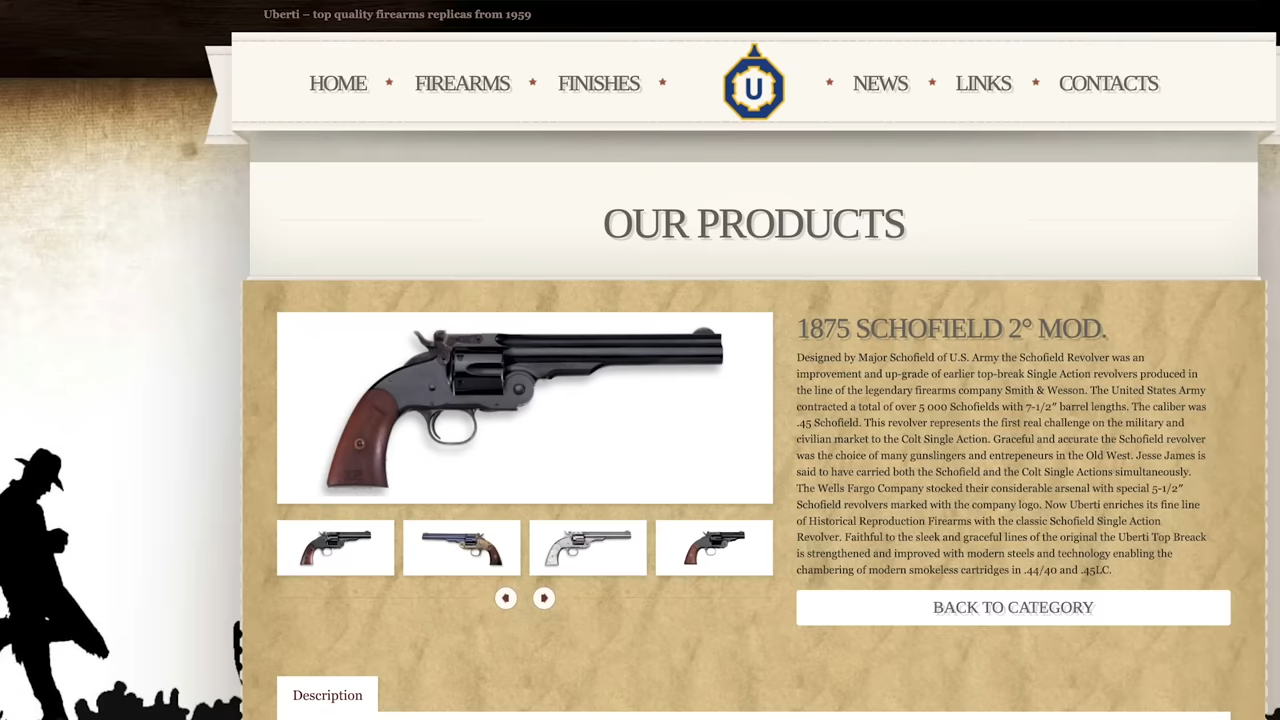 Uberti – top quality firearms replicas from 1959
HOME FIREARMS FINISHES U NEWS LINKS CONTACTS
OUR PRODUCTS
1875 SCHOFIELD 2° MOD.
Designed by Major Schofield of U.S. Army the Schofield Revolver was an
improvement and up-grade of earlier top-break Single Action revolvers produced in
the line of the legendary firearms company Smith & Wesson. The United States Army
contracted a total of over 5 000 Schofields with 7-1/2″ barrel lengths. The caliber was
.45 Schofield. This revolver represents the first real challenge on the military and
civilian market to the Colt Single Action. Graceful and accurate the Schofield revolver
was the choice of many gunslingers and entrepeneurs in the Old West. Jesse James is
said to have carried both the Schofield and the Colt Single Actions simultaneously.
The Wells Fargo Company stocked their considerable arsenal with special 5-1/2″
Schofield revolvers marked with the company logo. Now Uberti enriches its fine line
of Historical Reproduction Firearms with the classic Schofield Single Action
Revolver. Faithful to the sleek and graceful lines of the original the Uberti Top Breack
is strengthened and improved with modern steels and technology enabling the
chambering of modern smokeless cartridges in .44/40 and .45LC.
BACK TO CATEGORY
Description